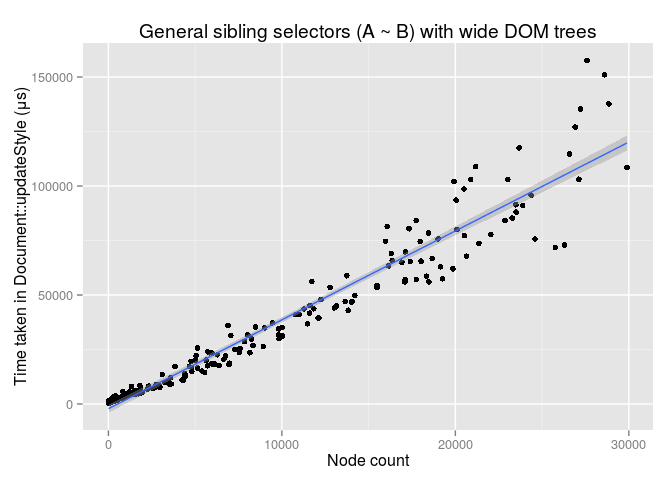 General sibling selectors (A ~ B) with wide DOM trees
Time taken in Document::updateStyle (μs)
150000
100000
50000
0
0 10000 20000 30000
Node count